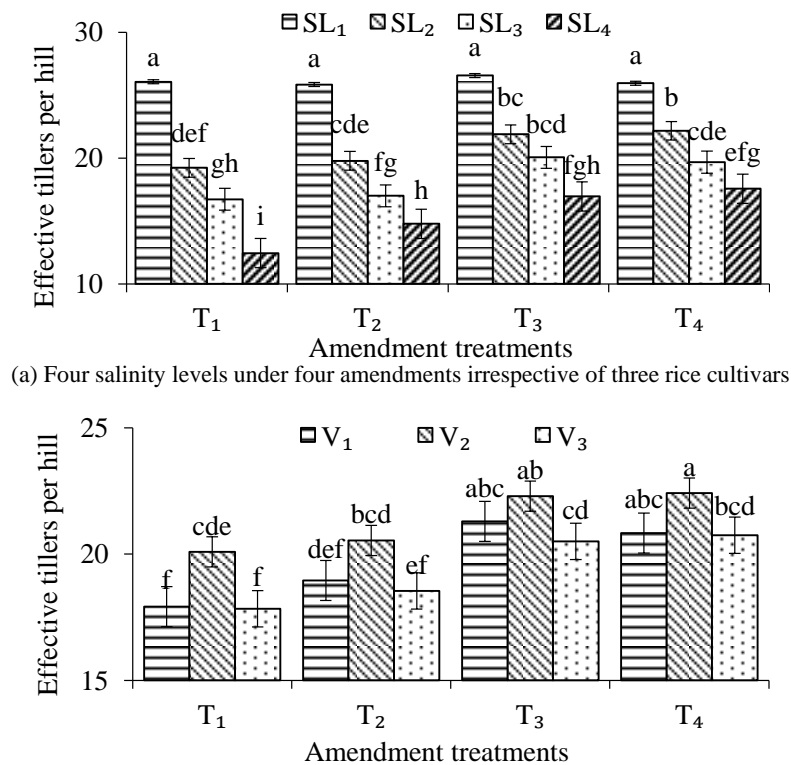 SL₁ SL₂ SL₃ SL₄
Effective tillers per hill
30
20
10
a def gh i
a cde fg h
a bc bcd fgh
a b cde efg
T₁ T₂ T₃ T₄
Amendment treatments
(a) Four salinity levels under four amendments irrespective of three rice cultivars
V₁ V₂ V₃
Effective tillers per hill
25
20
15
f cde f
def bcd ef
abc ab cd
abc a bcd
T₁ T₂ T₃ T₄
Amendment treatments